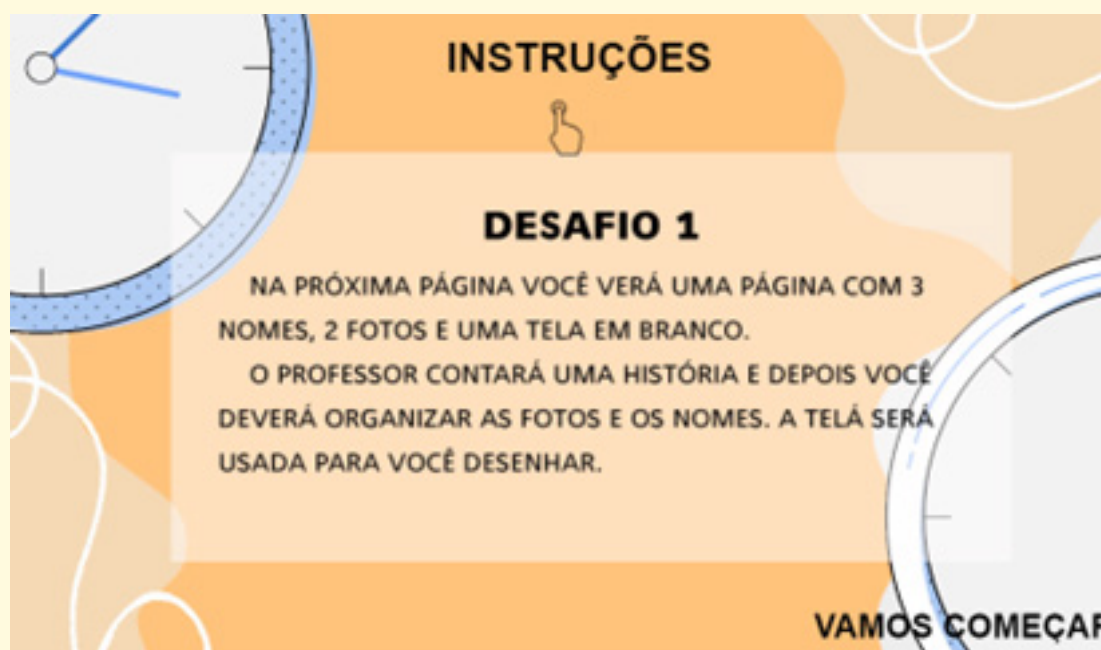 INSTRUÇÕES
DESAFIO 1
NA PRÓXIMA PÁGINA VOCÊ VERÁ UMA PÁGINA COM 3
NOMES, 2 FOTOS E UMA TELA EM BRANCO.
O PROFESSOR CONTARÁ UMA HISTÓRIA E DEPOIS VOCÊ
DEVERÁ ORGANIZAR AS FOTOS E OS NOMES. A TELÁ SERÁ
USADA PARA VOCÊ DESENHAR.
VAMOS COMEÇAR